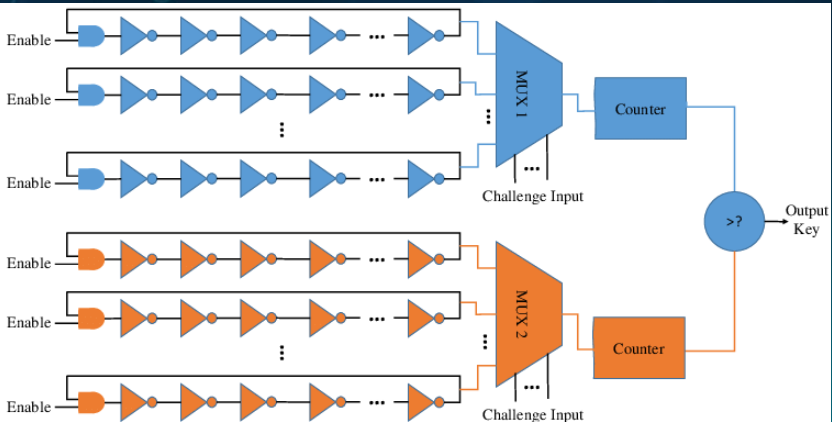 Enable
Enable
Enable
MUX 1
Challenge Input
Counter
>?
Output
Key
Enable
Enable
Enable
MUX 2
Challenge Input
Counter